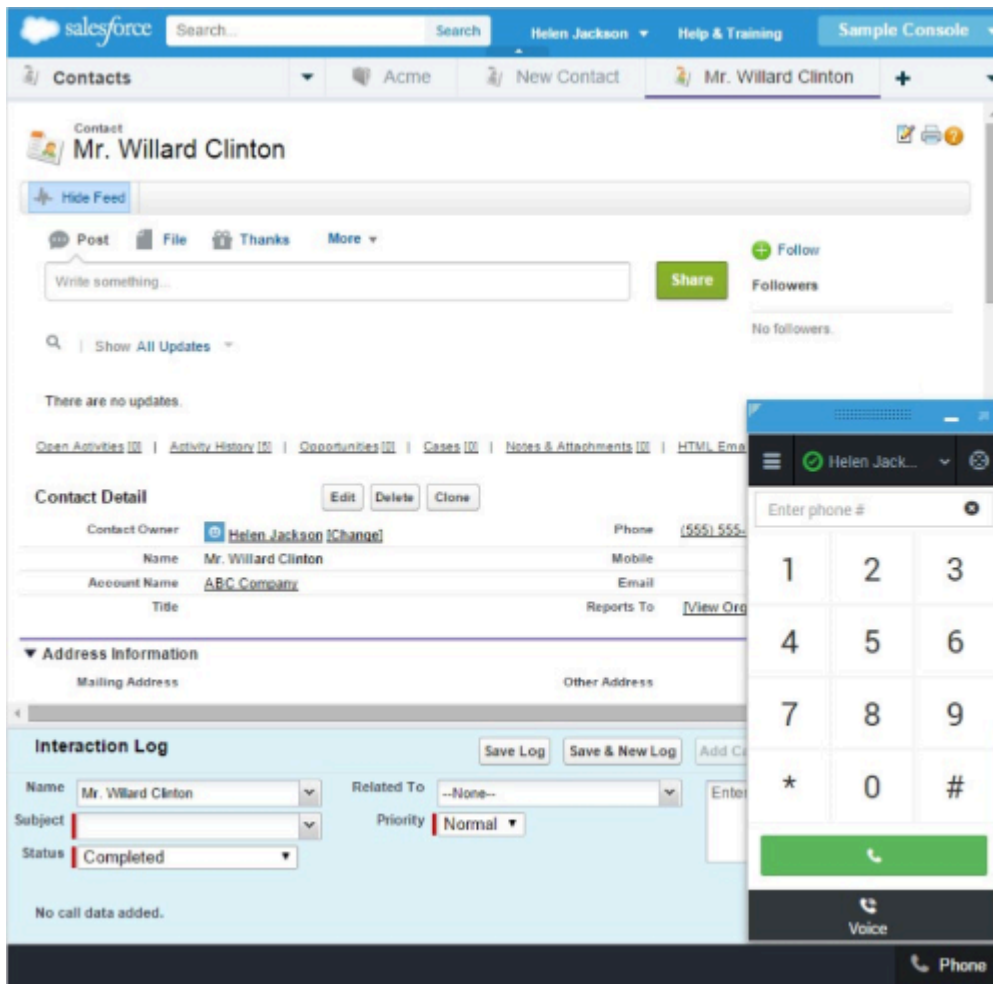 salesforce Search... Search Helen Jackson Help & Training Sample Console
Contacts Acme New Contact Mr. Willard Clinton
Contact
Mr. Willard Clinton
Hide Feed
Post File Thanks More
Write something... Share
Follow
Followers
No followers.
Show All Updates
There are no updates.
Open Activities [0] | Activity History [5] | Opportunities [0] | Cases [0] | Notes & Attachments [0] | HTML Ema
Contact Detail Edit Delete Clone
Contact Owner Helen Jackson [Change] Phone (555) 555-
Name Mr. Willard Clinton Mobile
Account Name ABC Company Email
Title Reports To [View Org
Address Information
Mailing Address Other Address
Interaction Log Save Log Save & New Log Add Ca
Name Mr. Willard Clinton Related To --None-- Enter
Subject Priority Normal
Status Completed
No call data added.
Helen Jack...
Enter phone #
1 2 3
4 5 6
7 8 9
* 0 #
Voice
Phone